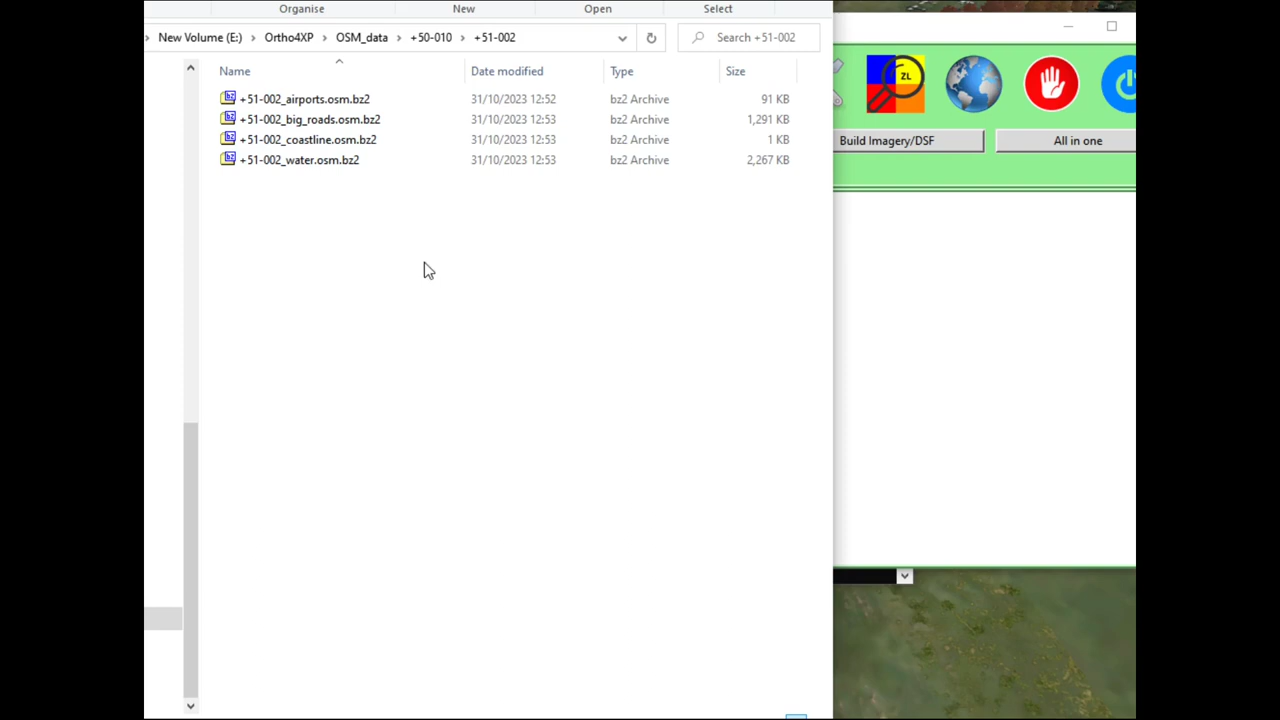 Organise New Open Select
New Volume (E:) > Ortho4XP > OSM_data > +50-010 > +51-002 Search +51-002
Name Date modified Type Size
+51-002_airports.osm.bz2 31/10/2023 12:52 bz2 Archive 91 KB
+51-002_big_roads.osm.bz2 31/10/2023 12:53 bz2 Archive 1,291 KB
+51-002_coastline.osm.bz2 31/10/2023 12:53 bz2 Archive 1 KB
+51-002_water.osm.bz2 31/10/2023 12:53 bz2 Archive 2,267 KB
ZL
Build Imagery/DSF All in one